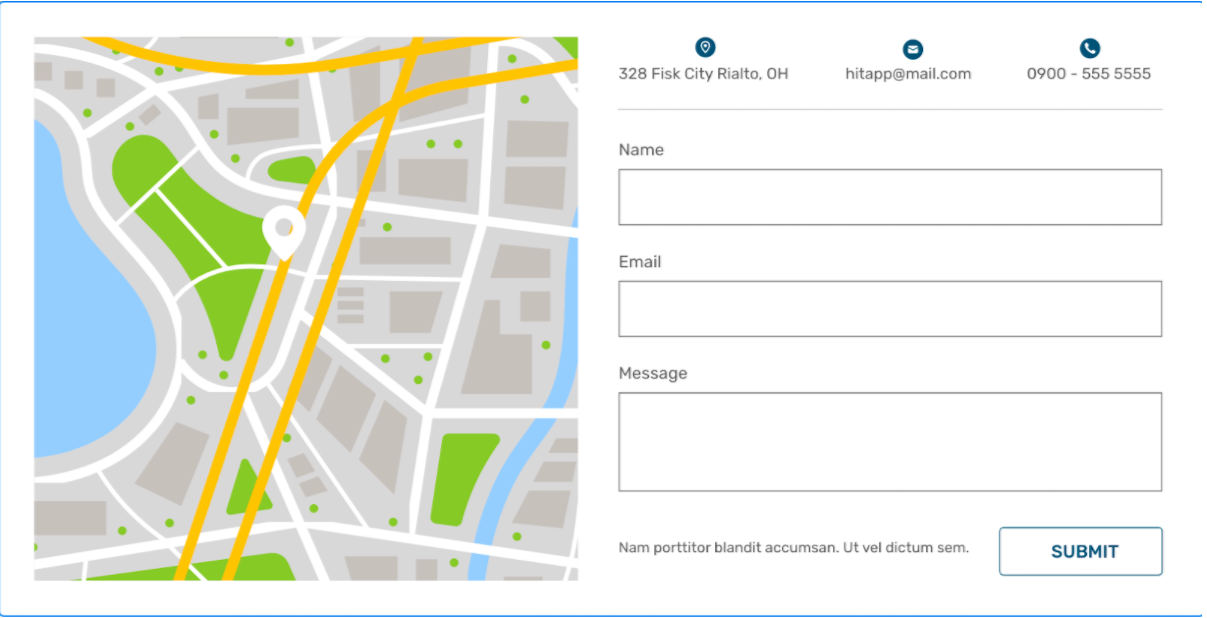 328 Fisk City Rialto, OH
hitapp@mail.com
0900 - 555 5555
Name
Email
Message
Nam porttitor blandit accumsan. Ut vel dictum sem.
SUBMIT